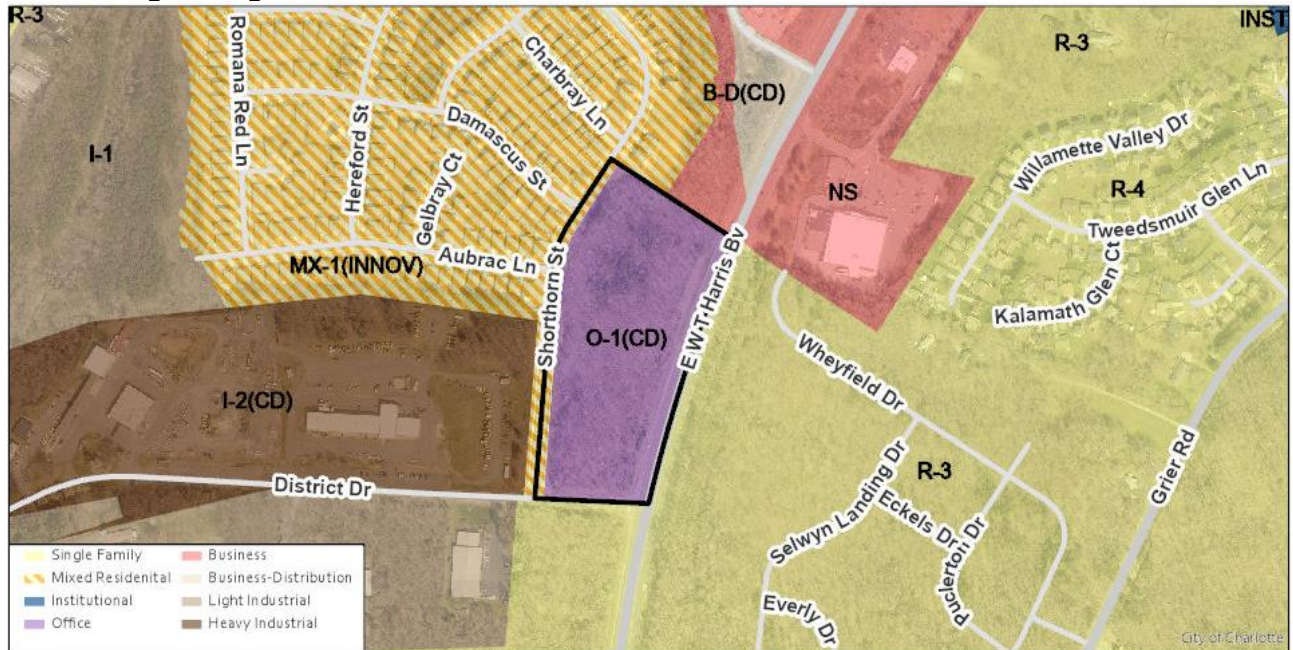 R-3
INST
R-3
Romana Red Ln
Hereford St
Charbray Ln
B-D(CD)
Damascus St
Gelbray Ct
I-1
Willamette Valley Dr
R-4
NS
Tweedsmuir Glen Ln
Aubrac Ln
MX-1(INNOV)
Kalamath Glen Ct
Shorthorn St
O-1(CD)
E W.T.Harris Bv
Wheyfield Dr
I-2(CD)
Grier Rd
District Dr
R-3
Selwyn Landing Dr
Eckels Dr
Everly Dr
Single Family
Business
Mixed Residenital
Business-Distribution
Institutional
Light Industrial
Office
Heavy Industrial
City of Charlotte